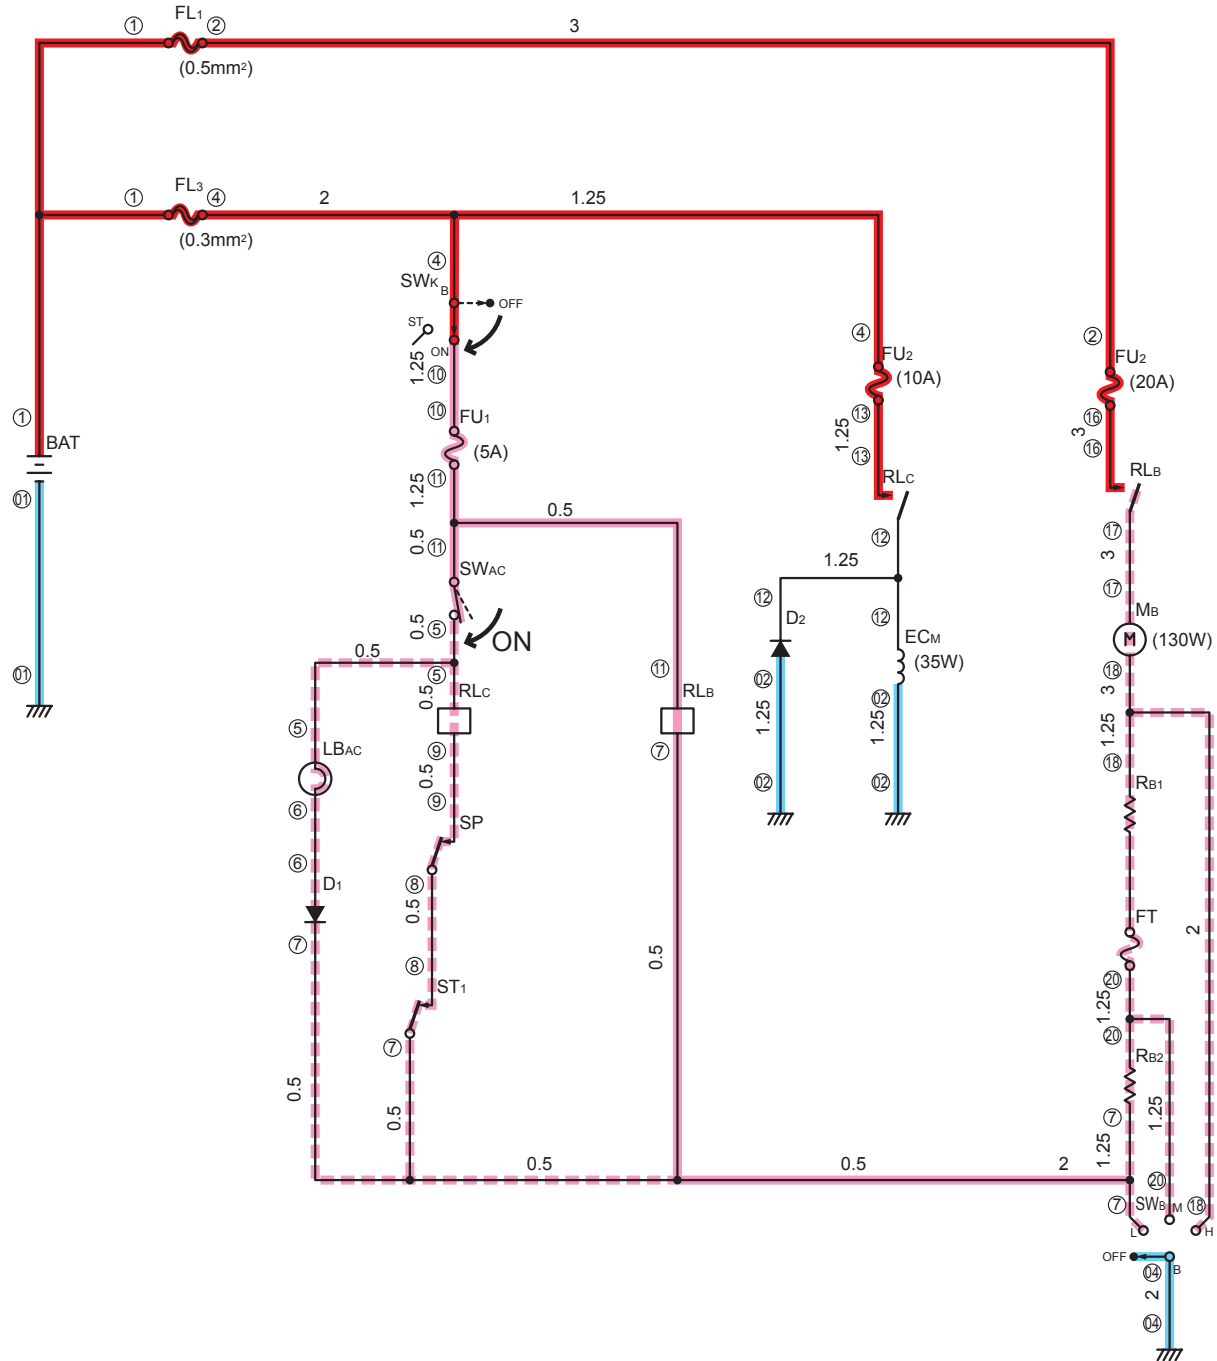 FL1
① ② 3
(0.5mm²)
FL3
① ④ 2 1.25
(0.3mm²)
④
SWK B OFF
ST
ON
1.25
⑩
④
FU2
(10A)
②
FU2
(20A)
⑩
FU1
(5A)
⑬
1.25
⑬
⑯
3
⑯
①
BAT
01
⑪
1.25
RLC
RLB
0.5
0.5
⑪
⑫
1.25
⑰
3
⑰
SWAC
⑫
D2
⑫
ECM
(35W)
MB
M
(130W)
0.5
⑤
ON
0.5
⑤
0.5
RLC
⑪
RLB
02
1.25
02
02
1.25
02
⑱
3
01
⑤
LBAC
⑥
⑨
0.5
⑨
⑦
1.25
⑱
RB1
SP
⑥
D1
⑦
⑧
0.5
⑧
ST1
⑦
0.5
FT
⑳
1.25
⑳
2
RB2
0.5
0.5
⑦
1.25
1.25
0.5 0.5 2
⑳
⑦ SWB M ⑱
L H
OFF B
04
2
04